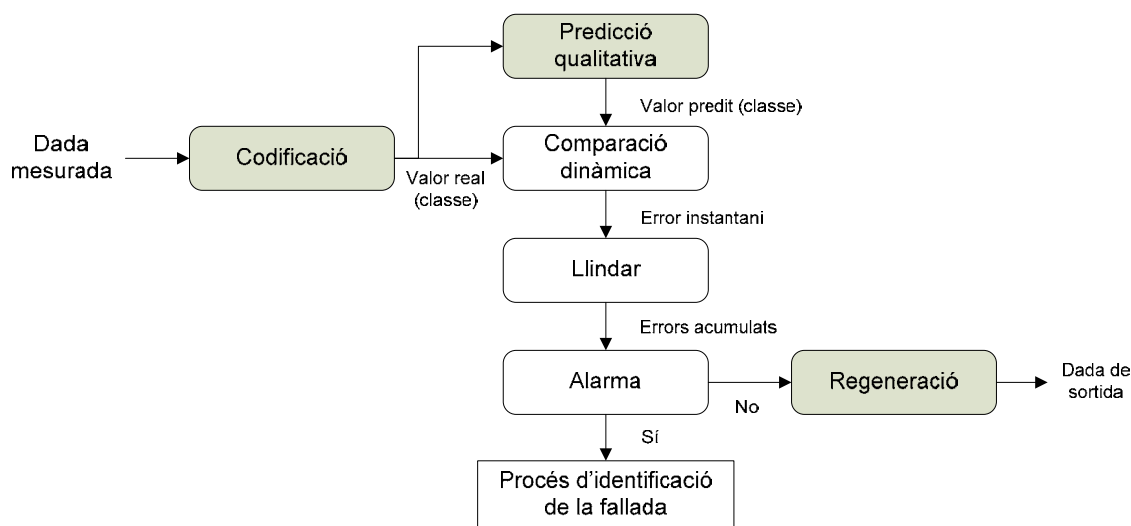 Predicció
qualitativa
Valor predit (classe)
Dada
mesurada
Codificació
Valor real
(classe)
Comparació
dinàmica
Error instantani
Llindar
Errors acumulats
Alarma
No
Regeneració
Dada de
sortida
Sí
Procés d'identificació
de la fallada